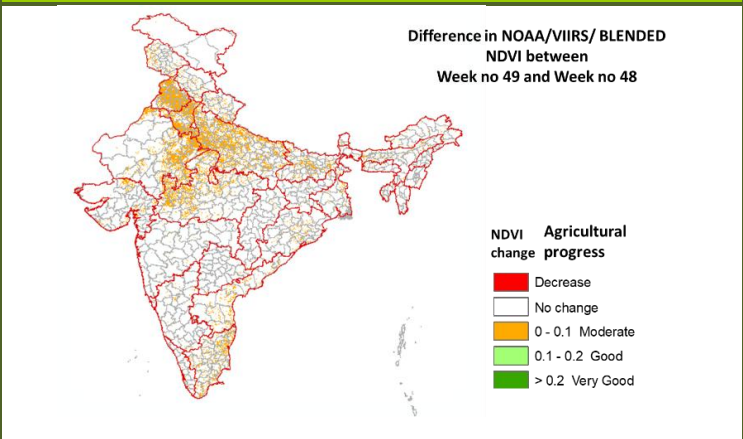 Difference in NOAA/VIIRS/ BLENDED
NDVI between
Week no 49 and Week no 48
NDVI change
Agricultural progress
Decrease
No change
0 - 0.1 Moderate
0.1 - 0.2 Good
> 0.2 Very Good